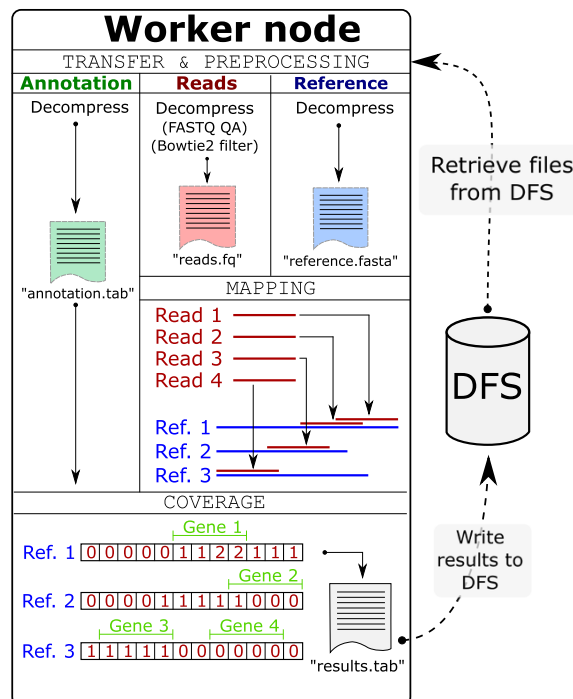 Worker node
TRANSFER & PREPROCESSING
Annotation
Reads
Reference
Decompress
Decompress
(FASTQ QA)
(Bowtie2 filter)
Decompress
"annotation.tab"
"reads.fq"
"reference.fasta"
Retrieve files
from DFS
MAPPING
Read 1
Read 2
Read 3
Read 4
Ref. 1
Ref. 2
Ref. 3
DFS
COVERAGE
Gene 1
Ref. 1 0 0 0 0 0 1 1 2 2 1 1 1
Gene 2
Ref. 2 0 0 0 0 1 1 1 1 1 0 0 0
Gene 3 Gene 4
Ref. 3 1 1 1 1 1 0 0 0 0 0 0 0
"results.tab"
Write
results to
DFS